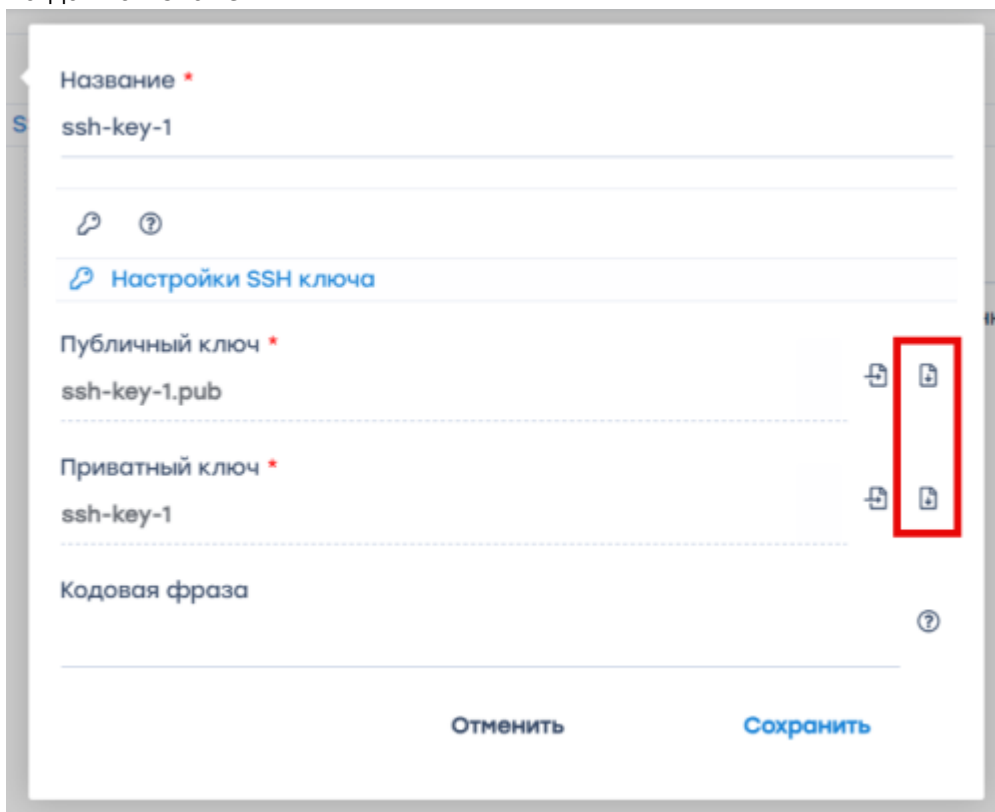 Название *
ssh-key-1
Настройки SSH ключа
Публичный ключ *
ssh-key-1.pub
Приватный ключ *
ssh-key-1
Кодовая фраза
Отменить
Сохранить